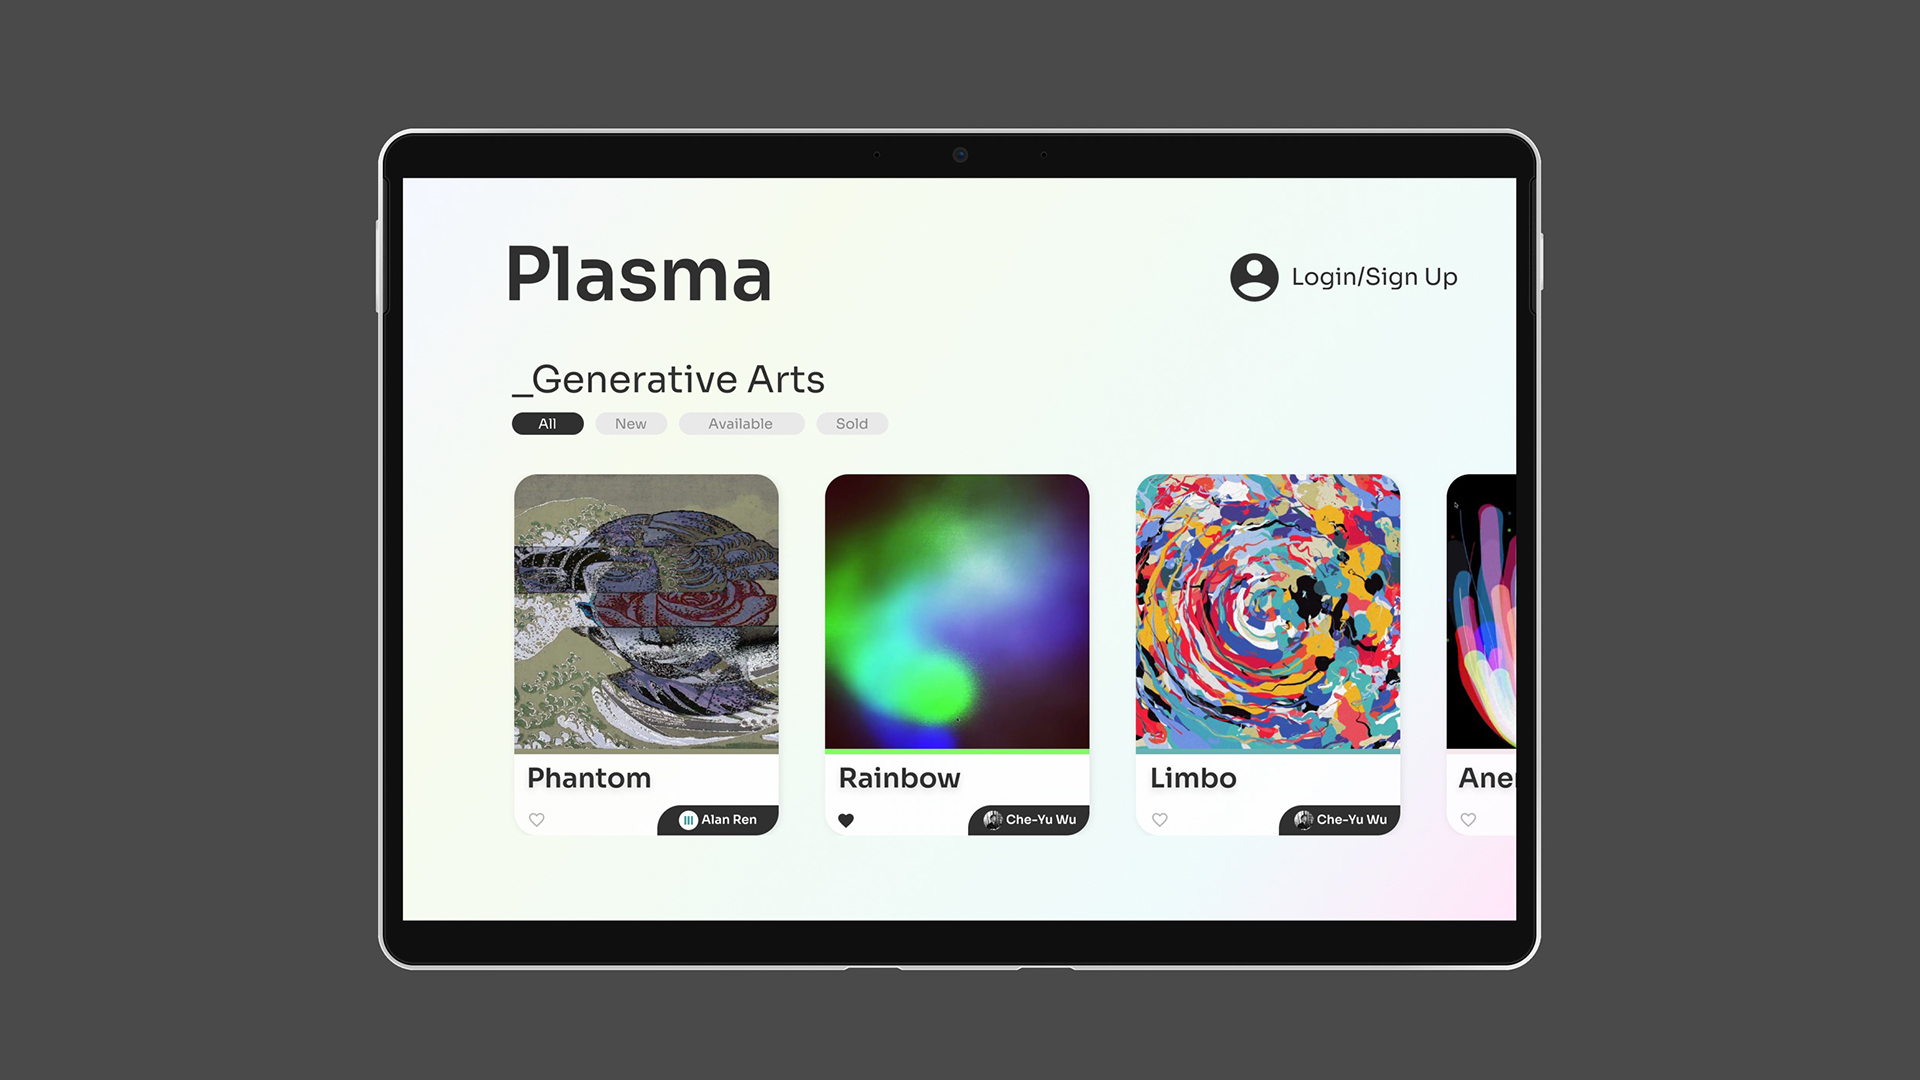 Plasma
Login/Sign Up
_Generative Arts
All
New
Available
Sold
Phantom
Alan Ren
Rainbow
Che-Yu Wu
Limbo
Che-Yu Wu
Ane